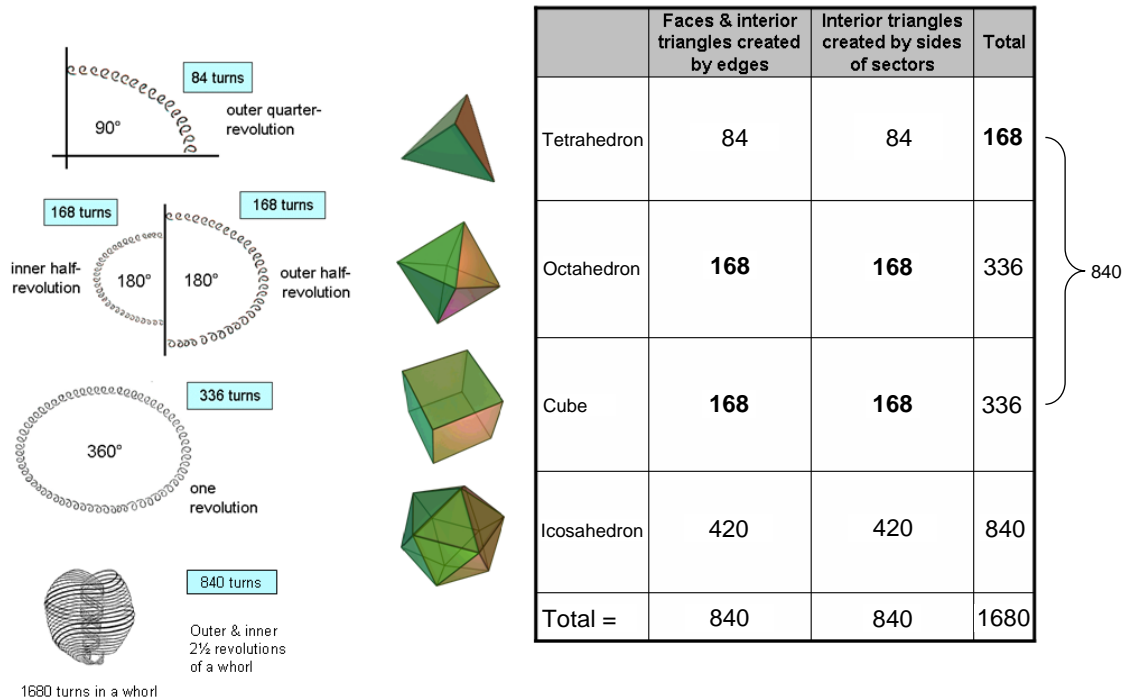 84 turns
outer quarter-
revolution
90°
168 turns
168 turns
inner half-
revolution
180°
180°
outer half-
revolution
336 turns
360°
one
revolution
840 turns
Outer & inner
2½ revolutions
of a whorl
1680 turns in a whorl
Faces & interior
triangles created
by edges
Interior triangles
created by sides
of sectors
Total
Tetrahedron 84 84 168
Octahedron 168 168 336
Cube 168 168 336
Icosahedron 420 420 840
Total = 840 840 1680
840